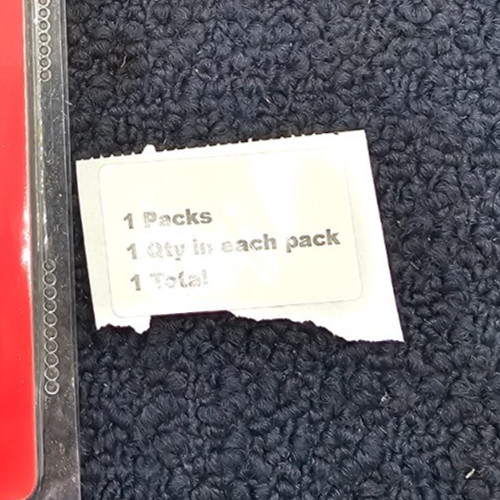 1 Packs
1 Qty in each pack
1 Total